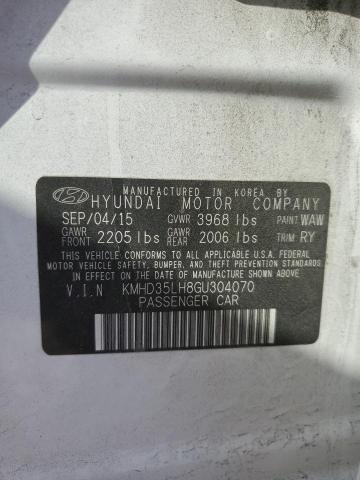 MANUFACTURED IN KOREA BY
HYUNDAI MOTOR COMPANY
SEP/04/15 GVWR 3968 lbs PAINT WAW
GAWR FRONT 2205 lbs GAWR REAR 2006 lbs TRIM RY
THIS VEHICLE CONFORMS TO ALL APPLICABLE U.S. FEDERAL
MOTOR VEHICLE SAFETY, BUMPER, AND THEFT PREVENTION STANDARDS
IN EFFECT ON THE DATE OF MANUFACTURE SHOWN ABOVE.
V.I.N KMHD35LH8GU304070
PASSENGER CAR